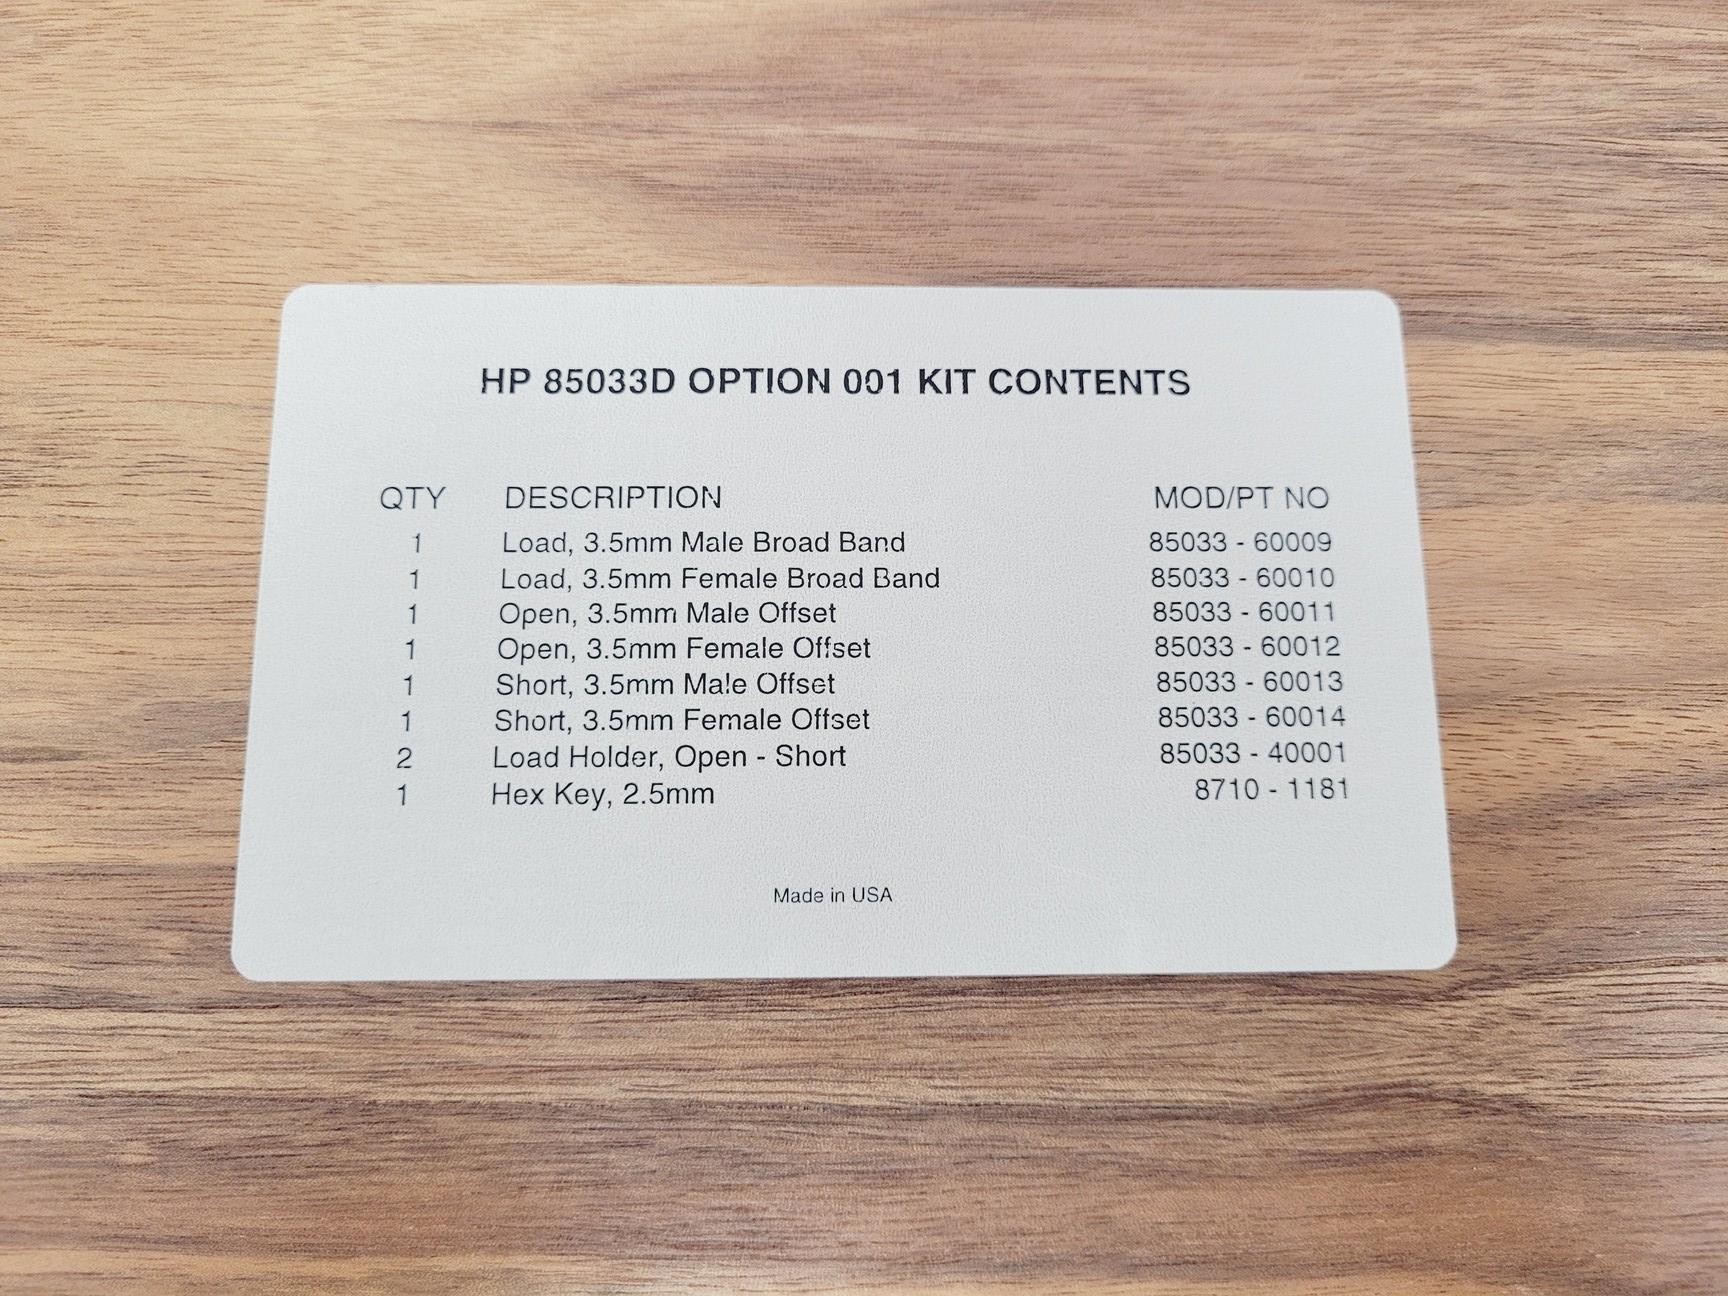 HP 85033D OPTION 001 KIT CONTENTS
QTY DESCRIPTION MOD/PT NO
1 Load, 3.5mm Male Broad Band 85033 - 60009
1 Load, 3.5mm Female Broad Band 85033 - 60010
1 Open, 3.5mm Male Offset 85033 - 60011
1 Open, 3.5mm Female Offset 85033 - 60012
1 Short, 3.5mm Male Offset 85033 - 60013
1 Short, 3.5mm Female Offset 85033 - 60014
2 Load Holder, Open - Short 85033 - 40001
1 Hex Key, 2.5mm 8710 - 1181
Made in USA